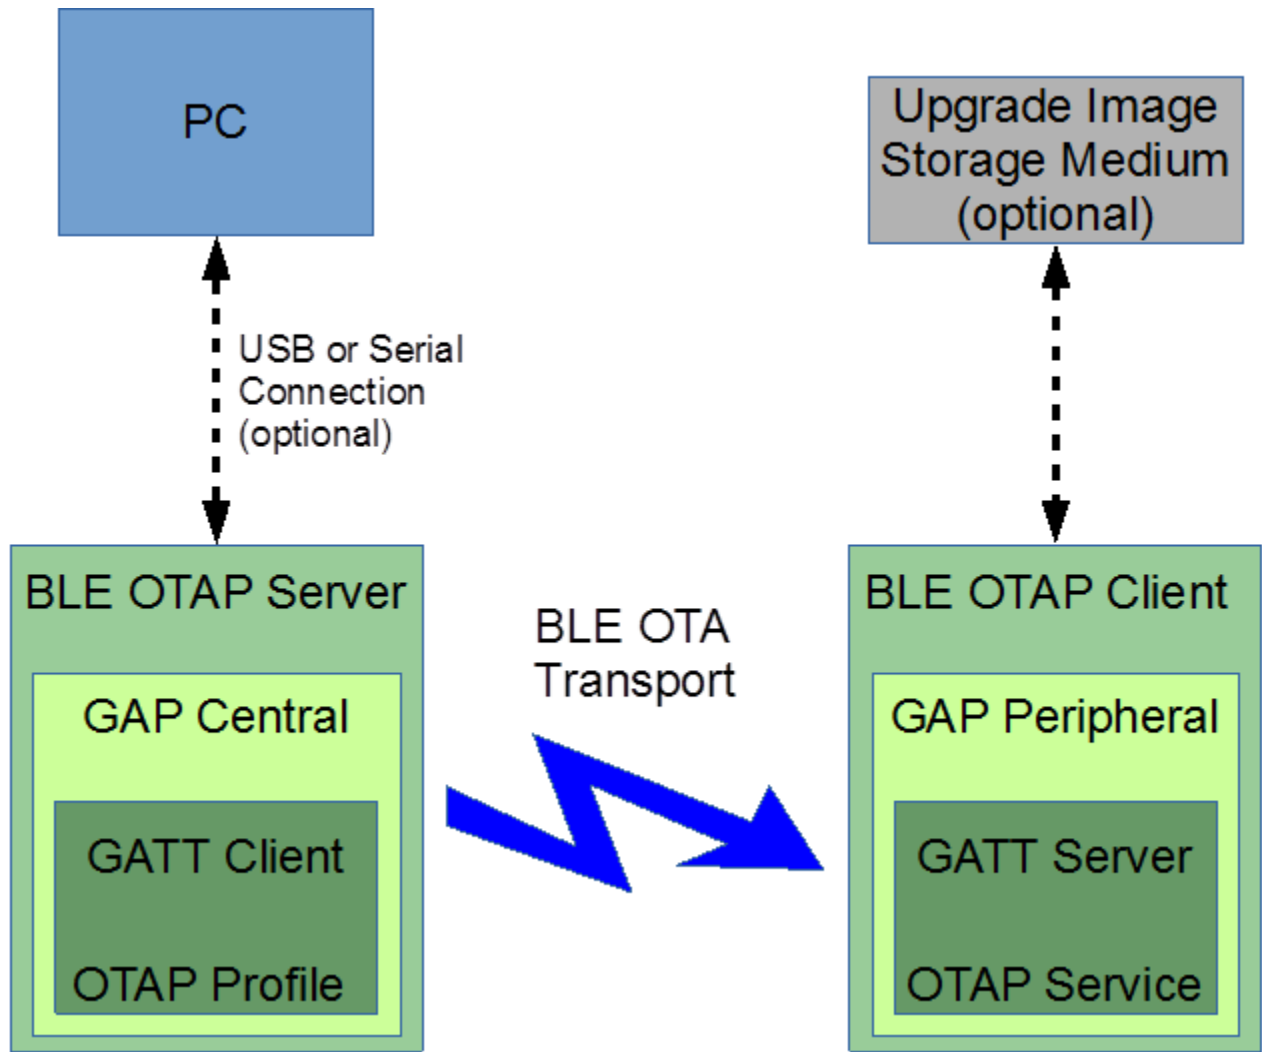 PC
Upgrade Image
Storage Medium
(optional)
USB or Serial
Connection
(optional)
BLE OTAP Server
GAP Central
GATT Client
OTAP Profile
BLE OTA
Transport
BLE OTAP Client
GAP Peripheral
GATT Server
OTAP Service